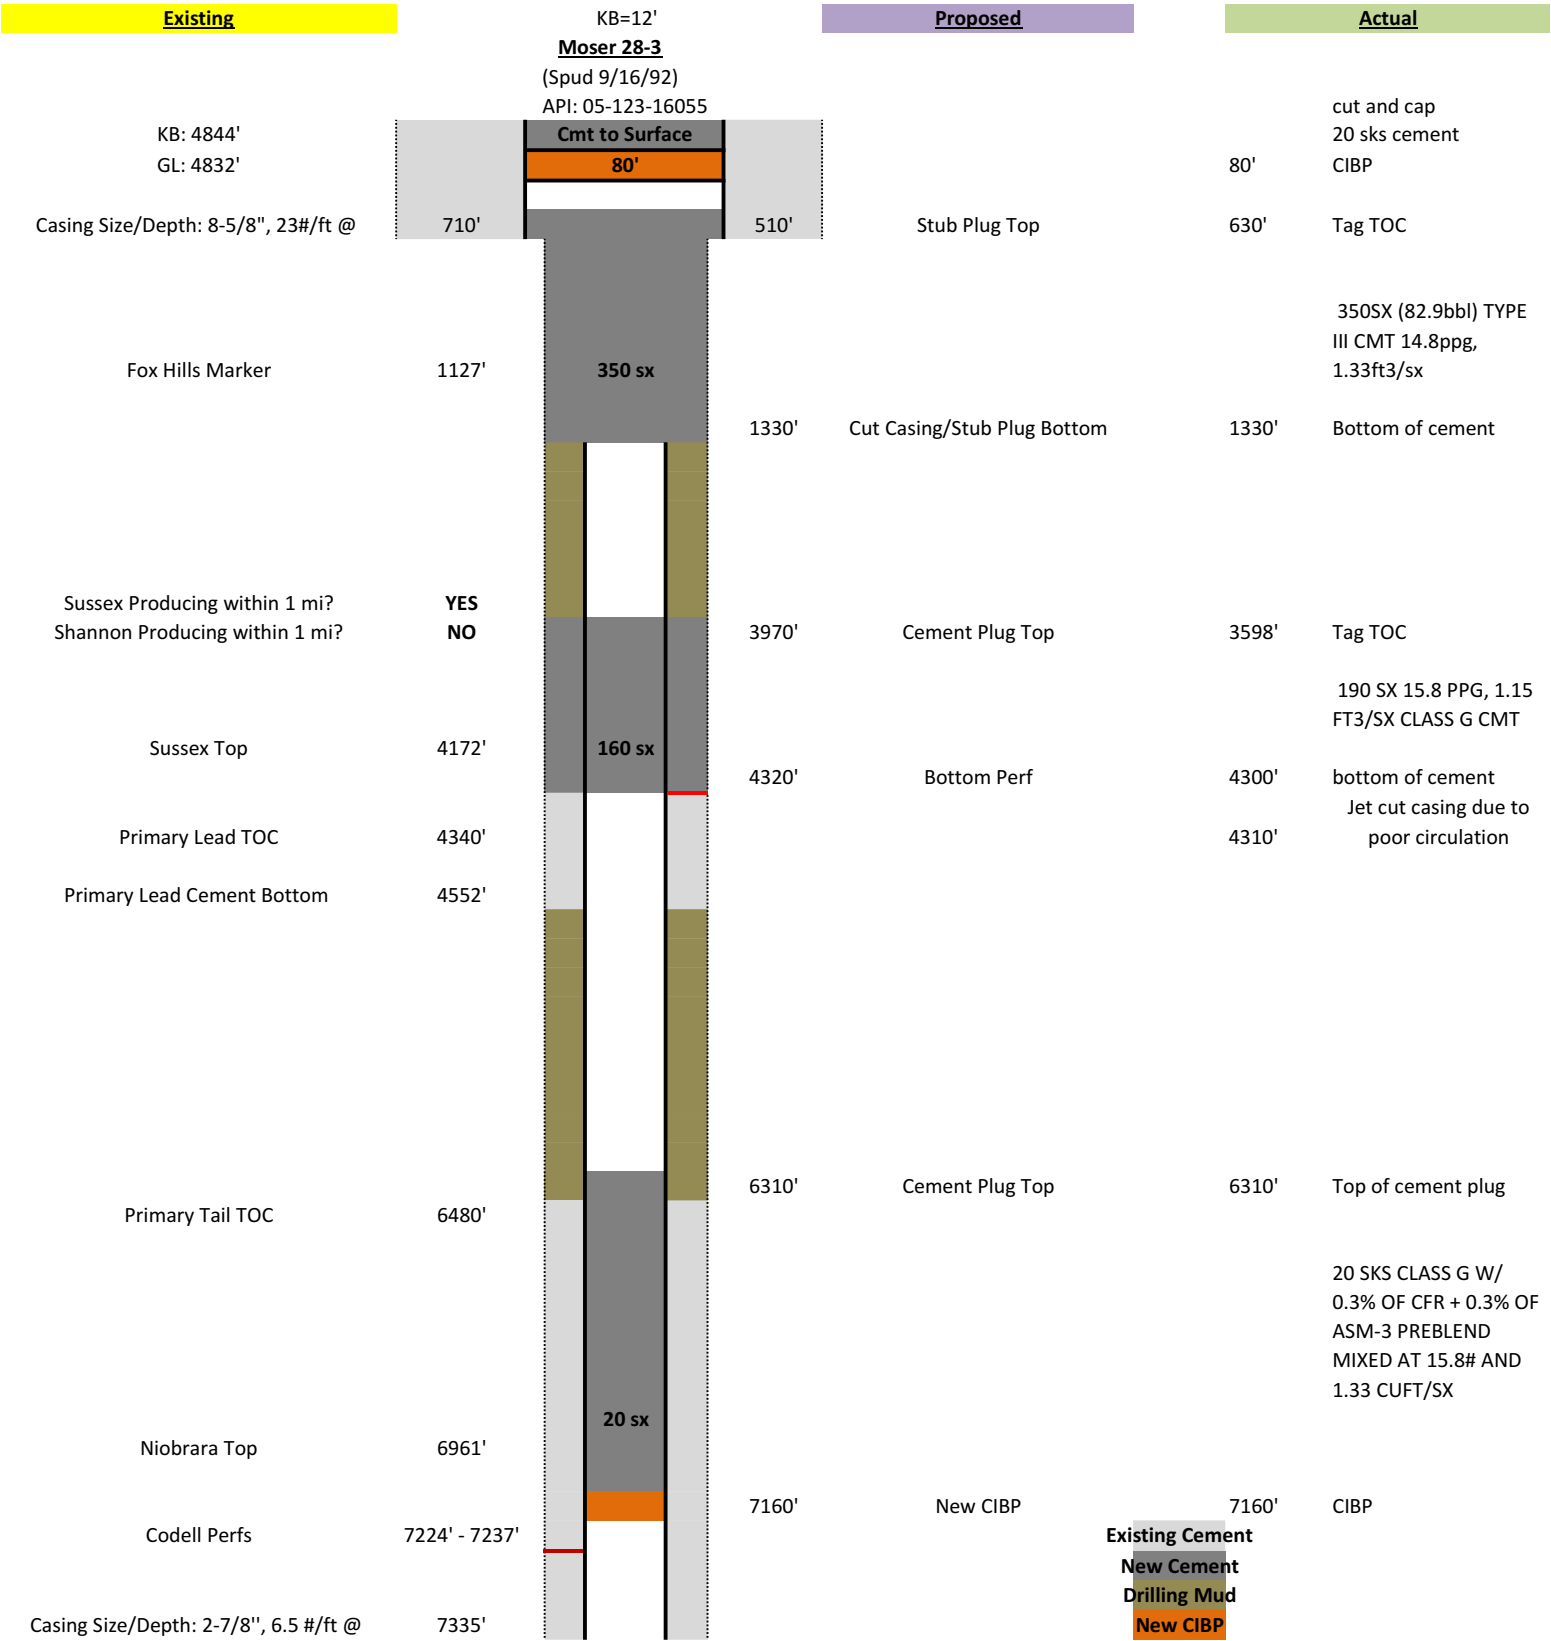 Existing KB=12' Proposed Actual
Moser 28-3
(Spud 9/16/92)
API: 05-123-16055 cut and cap
KB: 4844' Cmt to Surface 20 sks cement
GL: 4832' 80' 80' CIBP
Casing Size/Depth: 8-5/8", 23#/ft @ 710' 510' Stub Plug Top 630' Tag TOC
350SX (82.9bbl) TYPE
III CMT 14.8ppg,
Fox Hills Marker 1127' 350 sx 1.33ft3/sx
1330' Cut Casing/Stub Plug Bottom 1330' Bottom of cement
Sussex Producing within 1 mi? YES
Shannon Producing within 1 mi? NO 3970' Cement Plug Top 3598' Tag TOC
190 SX 15.8 PPG, 1.15
FT3/SX CLASS G CMT
Sussex Top 4172' 160 sx
4320' Bottom Perf 4300' bottom of cement
Jet cut casing due to
Primary Lead TOC 4340' 4310' poor circulation
Primary Lead Cement Bottom 4552'
6310' Cement Plug Top 6310' Top of cement plug
Primary Tail TOC 6480'
20 SKS CLASS G W/
0.3% OF CFR + 0.3% OF
ASM-3 PREBLEND
MIXED AT 15.8# AND
1.33 CUFT/SX
20 sx
Niobrara Top 6961'
7160' New CIBP 7160' CIBP
Codell Perfs 7224' - 7237' Existing Cement
New Cement
Drilling Mud
Casing Size/Depth: 2-7/8'', 6.5 #/ft @ 7335' New CIBP